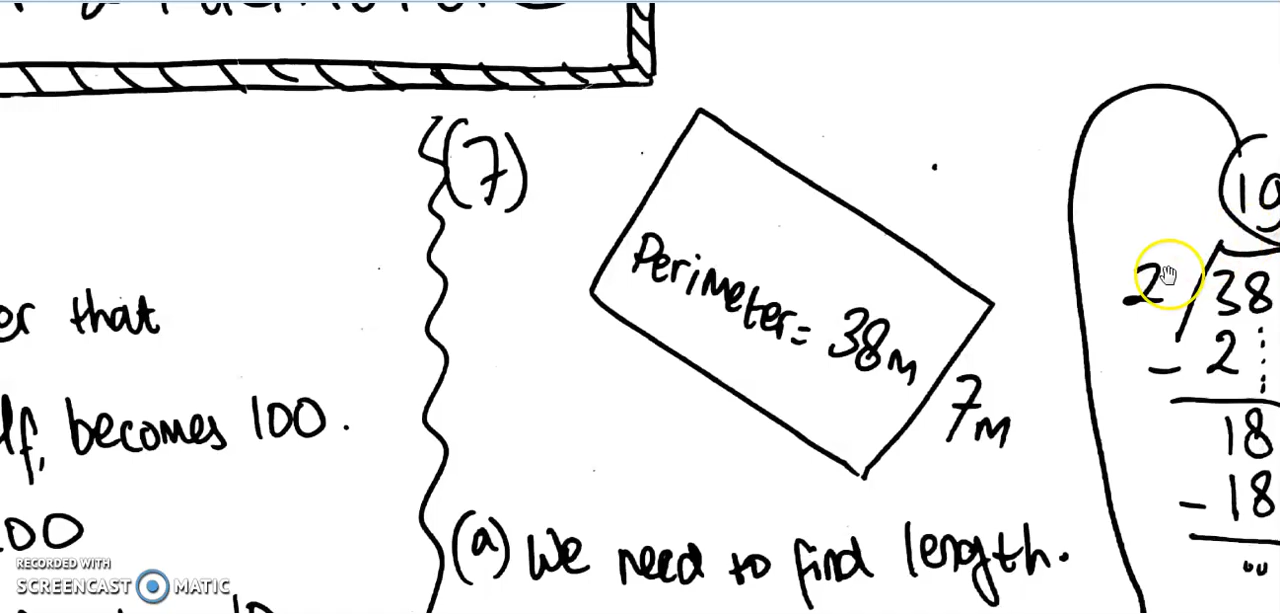 (7)
Perimeter= 38m
7m
er that
lf, becomes 100.
00
(a) We need to find length.
2 38
- 2
18
- 18
RECORDED WITH
SCREENCAST MATIC